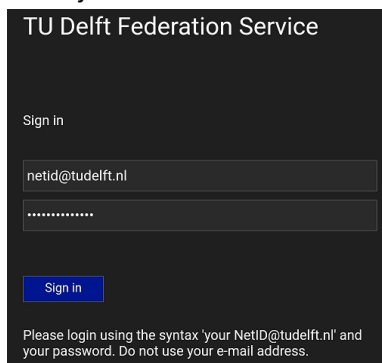 TU Delft Federation Service
Sign in
netid@tudelft.nl
••••••••••••••
Sign in
Please login using the syntax 'your NetID@tudelft.nl' and
your password. Do not use your e-mail address.